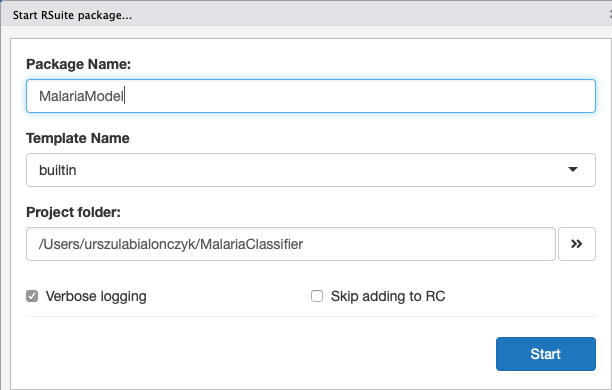 Start RSuite package...
Package Name:
MalariaModel
Template Name
builtin
Project folder:
/Users/urszulabialonczyk/MalariaClassifier
»
Verbose logging Skip adding to RC
Start